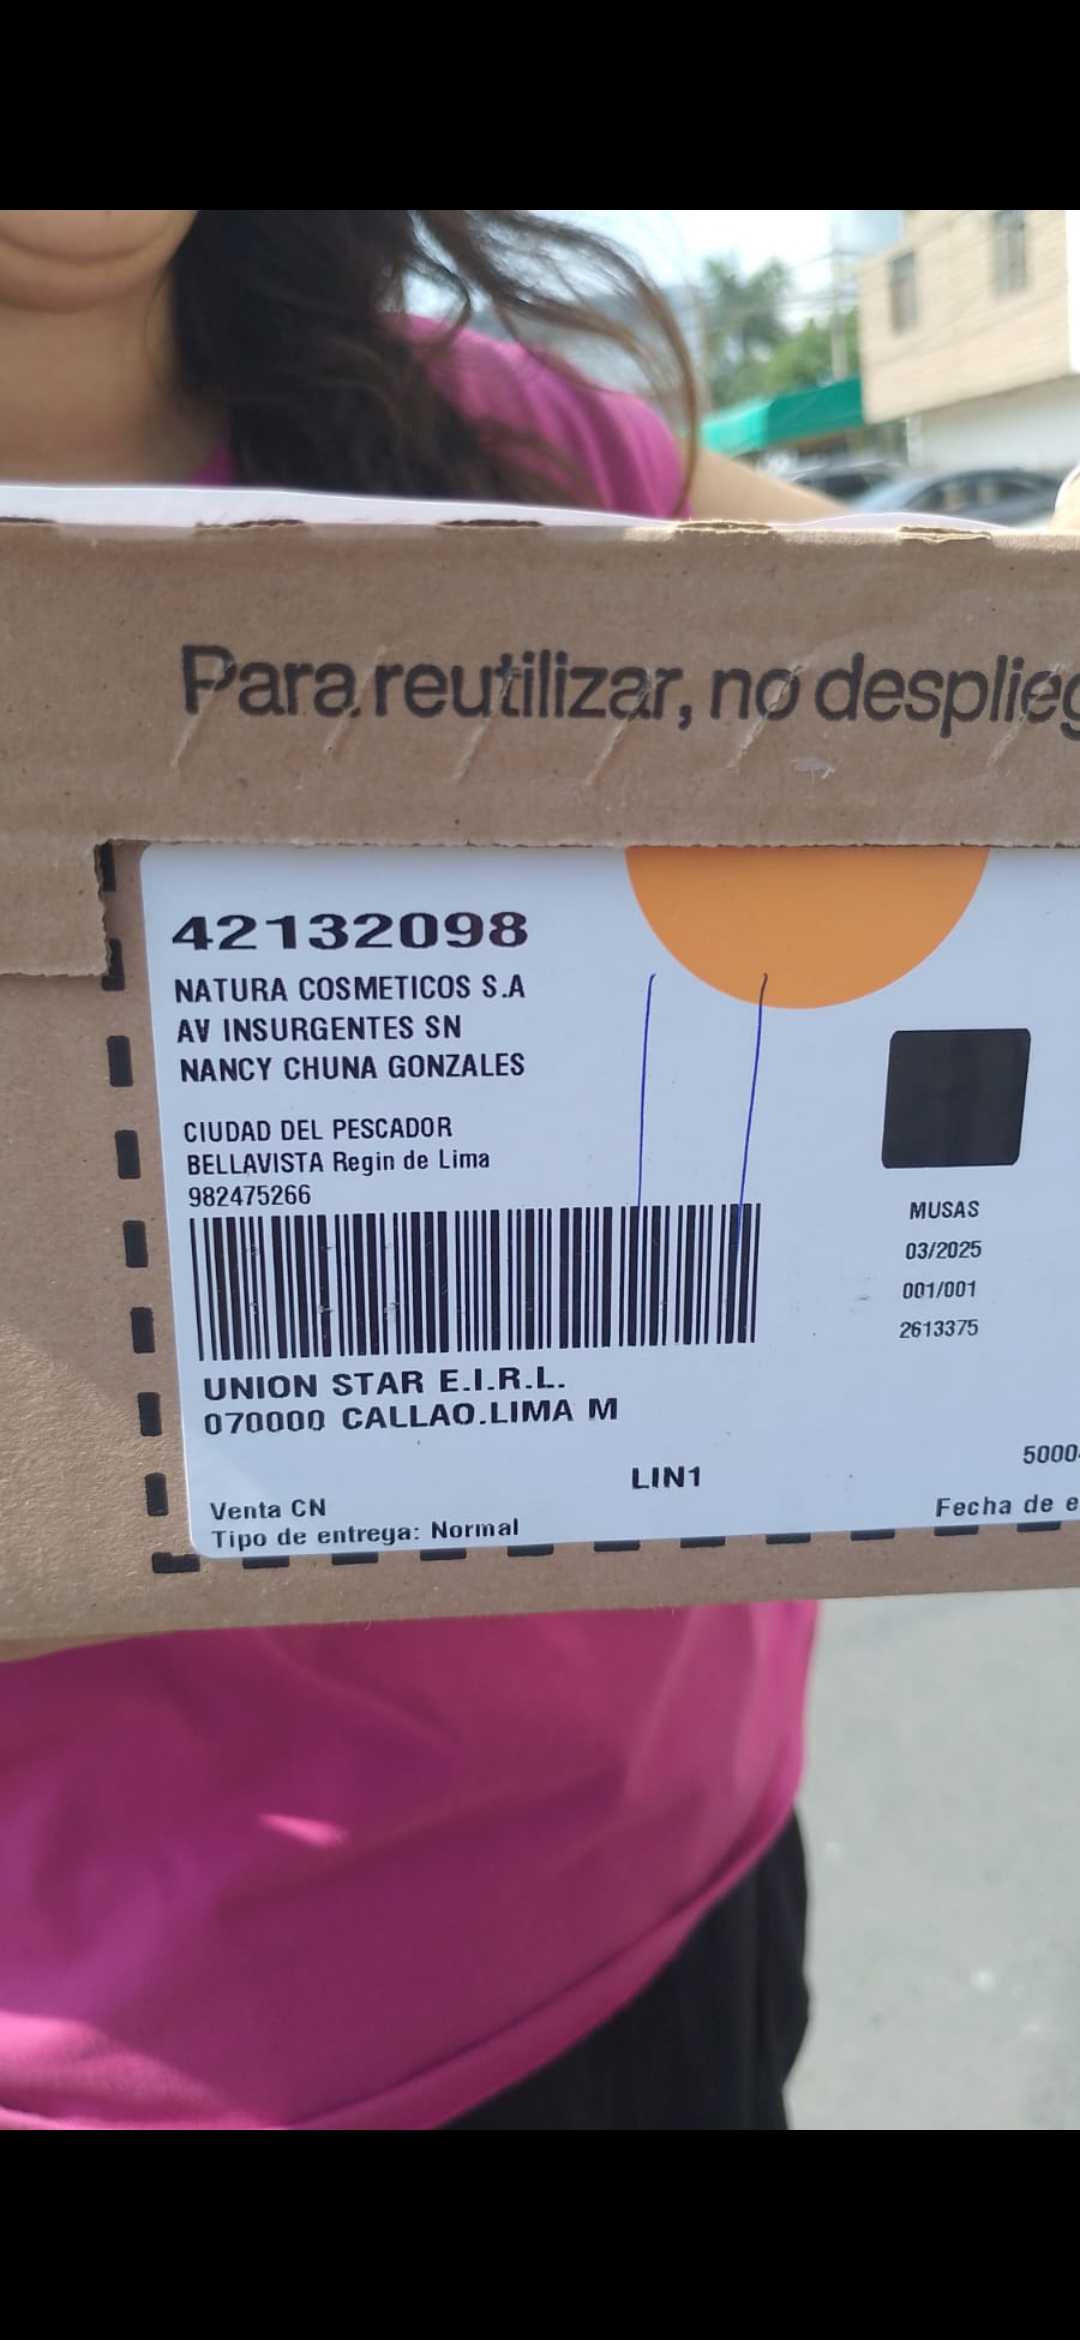 Para reutilizar, no desplieg
42132098
NATURA COSMETICOS S.A
AV INSURGENTES SN
NANCY CHUNA GONZALES
CIUDAD DEL PESCADOR
BELLAVISTA Regin de Lima
982475266
MUSAS
03/2025
001/001
2613375
UNION STAR E.I.R.L.
070000 CALLAO.LIMA M
LIN1
5000
Venta CN
Fecha de e
Tipo de entrega: Normal